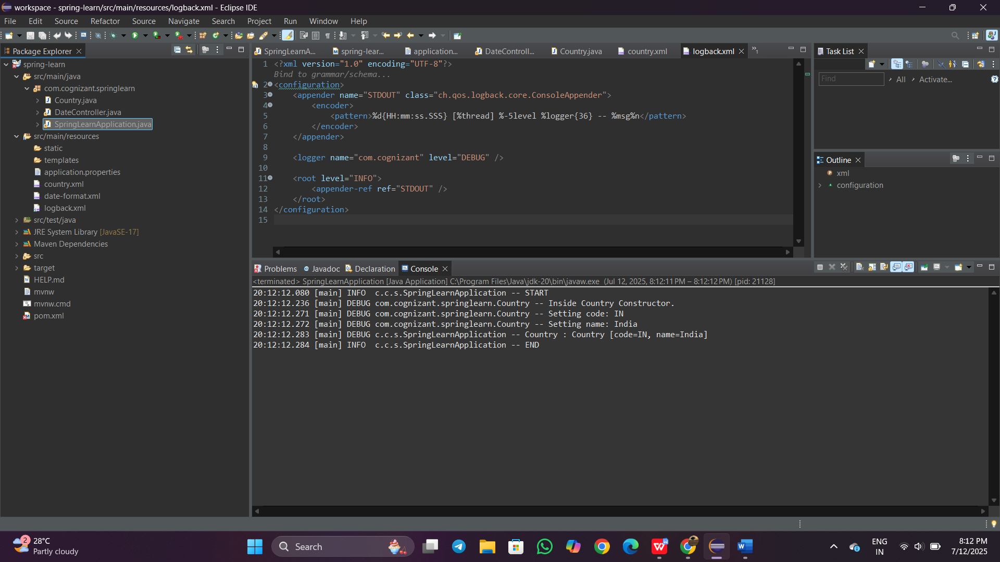 workspace - spring-learn/src/main/resources/logback.xml - Eclipse IDE
File Edit Source Refactor Source Navigate Search Project Run Window Help
Package Explorer
spring-learn
src/main/java
com.cognizant.springlearn
Country.java
DateController.java
SpringLearnApplication.java
src/main/resources
static
templates
application.properties
country.xml
date-format.xml
logback.xml
src/test/java
JRE System Library [JavaSE-17]
Maven Dependencies
src
target
HELP.md
mvnw
mvnw.cmd
pom.xml
SpringLearnA... spring-lear... application... DateControll... Country.java country.xml logback.xml »1
1 <?xml version="1.0" encoding="UTF-8"?>
Bind to grammar/schema...
2 <configuration>
3 <appender name="STDOUT" class="ch.qos.logback.core.ConsoleAppender">
4 <encoder>
5 <pattern>%d{HH:mm:ss.SSS} [%thread] %-5level %logger{36} -- %msg%n</pattern>
6 </encoder>
7 </appender>
8
9 <logger name="com.cognizant" level="DEBUG" />
10
11 <root level="INFO">
12 <appender-ref ref="STDOUT" />
13 </root>
14 </configuration>
15
Task List
Find All Activate...
Outline
xml
configuration
Problems Javadoc Declaration Console
<terminated> SpringLearnApplication [Java Application] C:\Program Files\Java\jdk-20\bin\javaw.exe (Jul 12, 2025, 8:12:11 PM – 8:12:12 PM) [pid: 21128]
20:12:12.080 [main] INFO  c.c.s.SpringLearnApplication -- START
20:12:12.236 [main] DEBUG com.cognizant.springlearn.Country -- Inside Country Constructor.
20:12:12.271 [main] DEBUG com.cognizant.springlearn.Country -- Setting code: IN
20:12:12.272 [main] DEBUG com.cognizant.springlearn.Country -- Setting name: India
20:12:12.283 [main] DEBUG c.c.s.SpringLearnApplication -- Country : Country [code=IN, name=India]
20:12:12.284 [main] INFO  c.c.s.SpringLearnApplication -- END
2
28°C
Partly cloudy
Search
ENG
IN
8:12 PM
7/12/2025